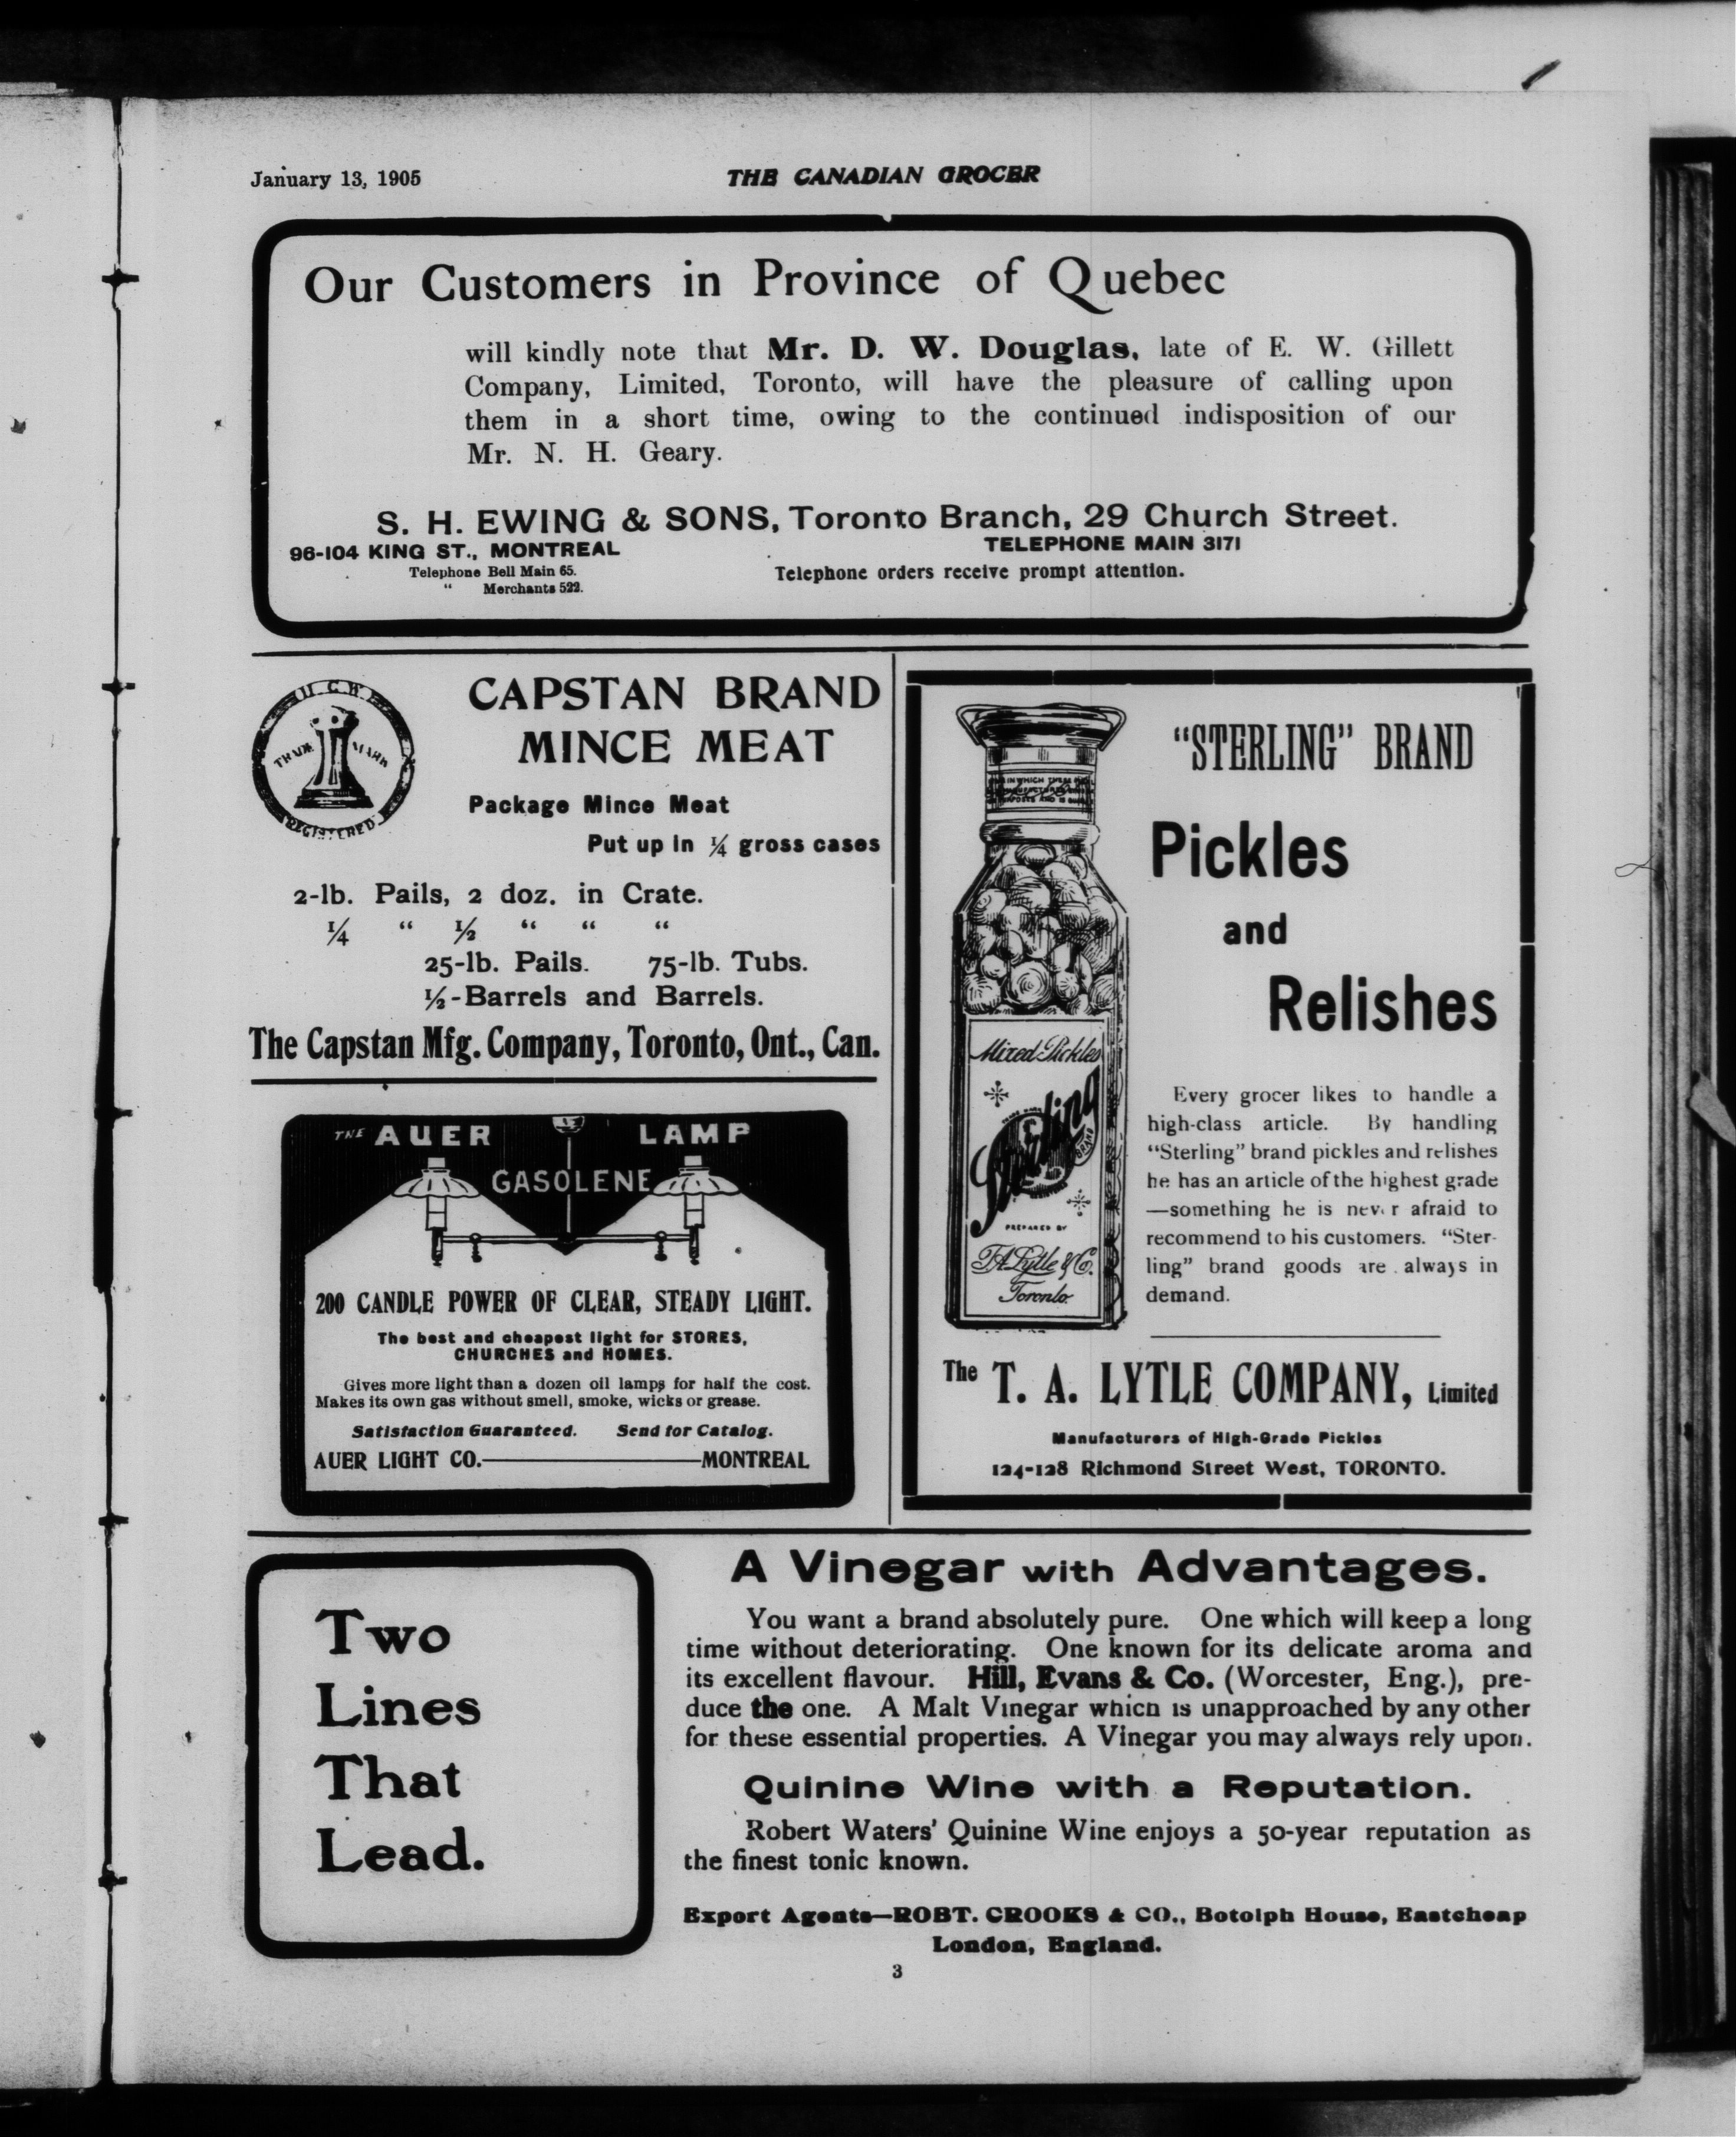 January 13, 1905
THE CANADIAN GROCER
Our Customers in Province of Quebec
will kindly note that Mr. D. W. Douglas, late of E. W. Gillett
Company, Limited, Toronto, will have the pleasure of calling upon
them in a short time, owing to the continued indisposition of our
Mr. N. H. Geary.
S. H. EWING & SONS, Toronto Branch, 29 Church Street.
96-104 KING ST., MONTREAL
TELEPHONE MAIN 3171
Telephone Bell Main 65.
Telephone orders receive prompt attention.
“ Merchants 522.
TRADE MARK
REGISTERED
CAPSTAN BRAND
MINCE MEAT
Package Mince Meat
Put up in ¼ gross cases
2-lb. Pails, 2 doz. in Crate.
¼ “ ½ “ “ “
25-lb. Pails. 75-lb. Tubs.
½-Barrels and Barrels.
The Capstan Mfg. Company, Toronto, Ont., Can.
THE AUER LAMP
GASOLENE
200 CANDLE POWER OF CLEAR, STEADY LIGHT.
The best and cheapest light for STORES,
CHURCHES and HOMES.
Gives more light than a dozen oil lamps for half the cost.
Makes its own gas without smell, smoke, wicks or grease.
Satisfaction Guaranteed. Send for Catalog.
AUER LIGHT CO.—MONTREAL
Mixed Pickles
Sterling
BRAND
PREPARED BY
T.A. Lytle & Co.
Toronto.
“STERLING” BRAND
Pickles
and
Relishes
Every grocer likes to handle a
high-class article. By handling
“Sterling” brand pickles and relishes
he has an article of the highest grade
—something he is never afraid to
recommend to his customers. “Ster-
ling” brand goods are always in
demand.
The T. A. LYTLE COMPANY, Limited
Manufacturers of High-Grade Pickles
124-128 Richmond Street West, TORONTO.
Two
Lines
That
Lead.
A Vinegar with Advantages.
You want a brand absolutely pure. One which will keep a long
time without deteriorating. One known for its delicate aroma and
its excellent flavour. Hill, Evans & Co. (Worcester, Eng.), pre-
duce the one. A Malt Vinegar which is unapproached by any other
for these essential properties. A Vinegar you may always rely upon.
Quinine Wine with a Reputation.
Robert Waters’ Quinine Wine enjoys a 50-year reputation as
the finest tonic known.
Export Agents—ROBT. CROOKS & CO., Botolph House, Eastcheap
London, England.
3